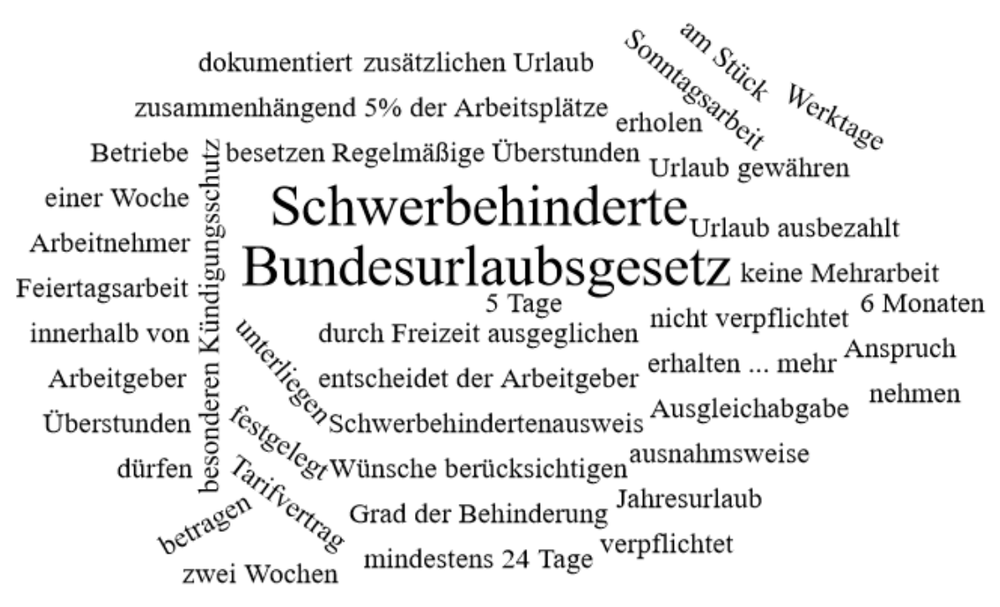 am Stück
Sonntagsarbeit
dokumentiert zusätzlichen Urlaub
Werktage
zusammenhängend 5% der Arbeitsplätze
erholen
Betriebe
besetzen Regelmäßige Überstunden
Urlaub gewähren
einer Woche
Schwerbehinderte
Urlaub ausbezahlt
Arbeitnehmer
Bundesurlaubsgesetz
keine Mehrarbeit
Feiertagsarbeit
besonderen Kündigungsschutz
5 Tage
6 Monaten
nicht verpflichtet
innerhalb von
durch Freizeit ausgeglichen
Anspruch
erhalten ... mehr
unterliegen
Arbeitgeber
entscheidet der Arbeitgeber
nehmen
Ausgleichabgabe
Überstunden
Schwerbehindertenausweis
festgelegt
ausnahmsweise
dürfen
Wünsche berücksichtigen
Tarifvertrag
Jahresurlaub
Grad der Behinderung
betragen
verpflichtet
mindestens 24 Tage
zwei Wochen